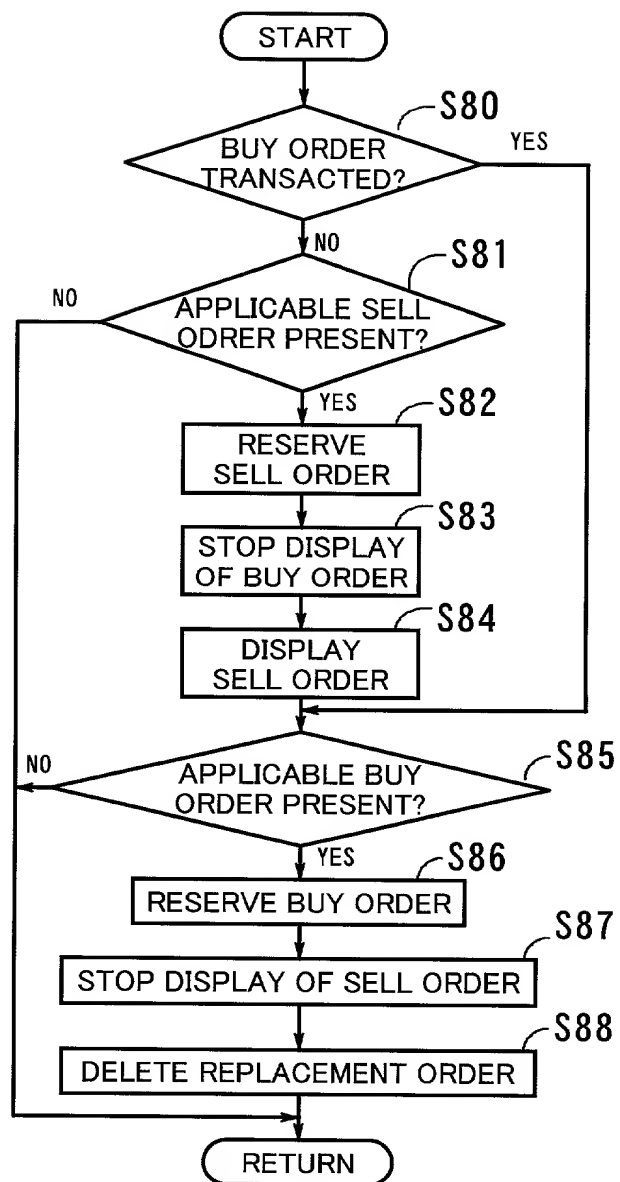 START
S80
BUY ORDER
TRANSACTED?
YES
NO
S81
NO
APPLICABLE SELL
ODRER PRESENT?
YES
S82
RESERVE
SELL ORDER
S83
STOP DISPLAY
OF BUY ORDER
S84
DISPLAY
SELL ORDER
NO
S85
APPLICABLE BUY
ORDER PRESENT?
YES
S86
RESERVE BUY ORDER
S87
STOP DISPLAY OF SELL ORDER
S88
DELETE REPLACEMENT ORDER
RETURN